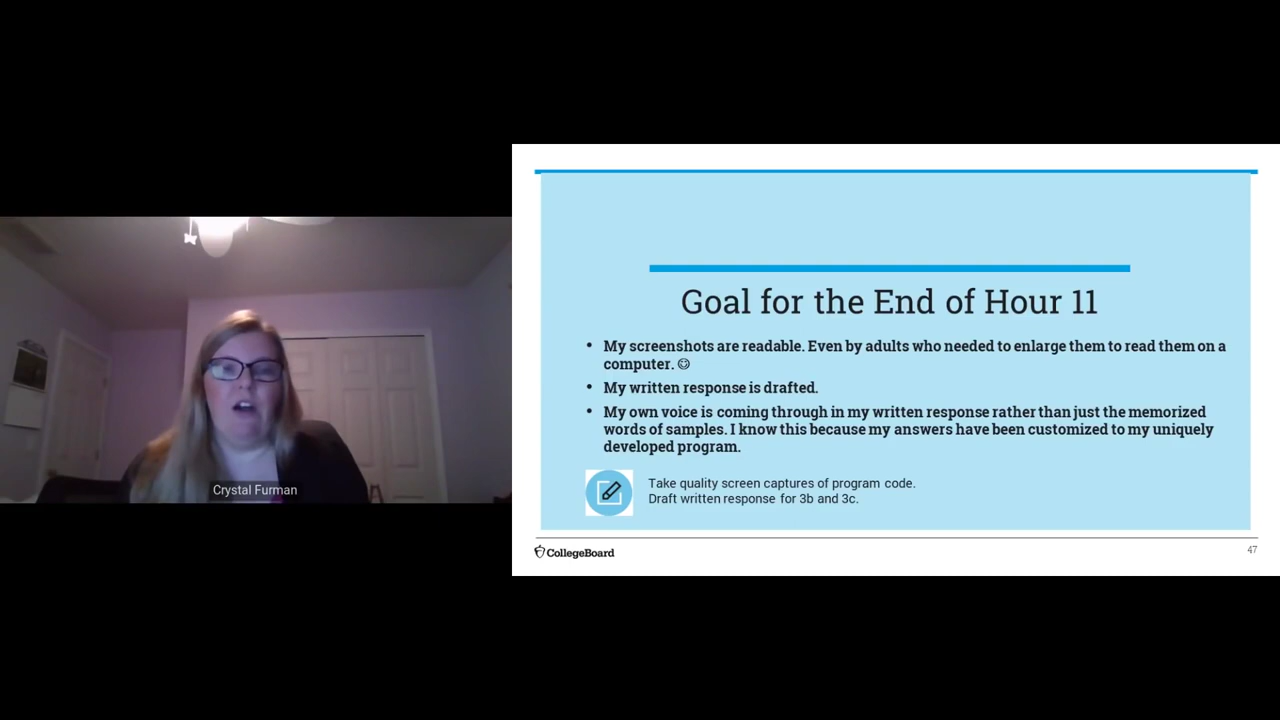 Goal for the End of Hour 11
• My screenshots are readable. Even by adults who needed to enlarge them to read them on a
computer. ☺
• My written response is drafted.
• My own voice is coming through in my written response rather than just the memorized
words of samples. I know this because my answers have been customized to my uniquely
developed program.
Take quality screen captures of program code.
Draft written response for 3b and 3c.
Crystal Furman
CollegeBoard
47